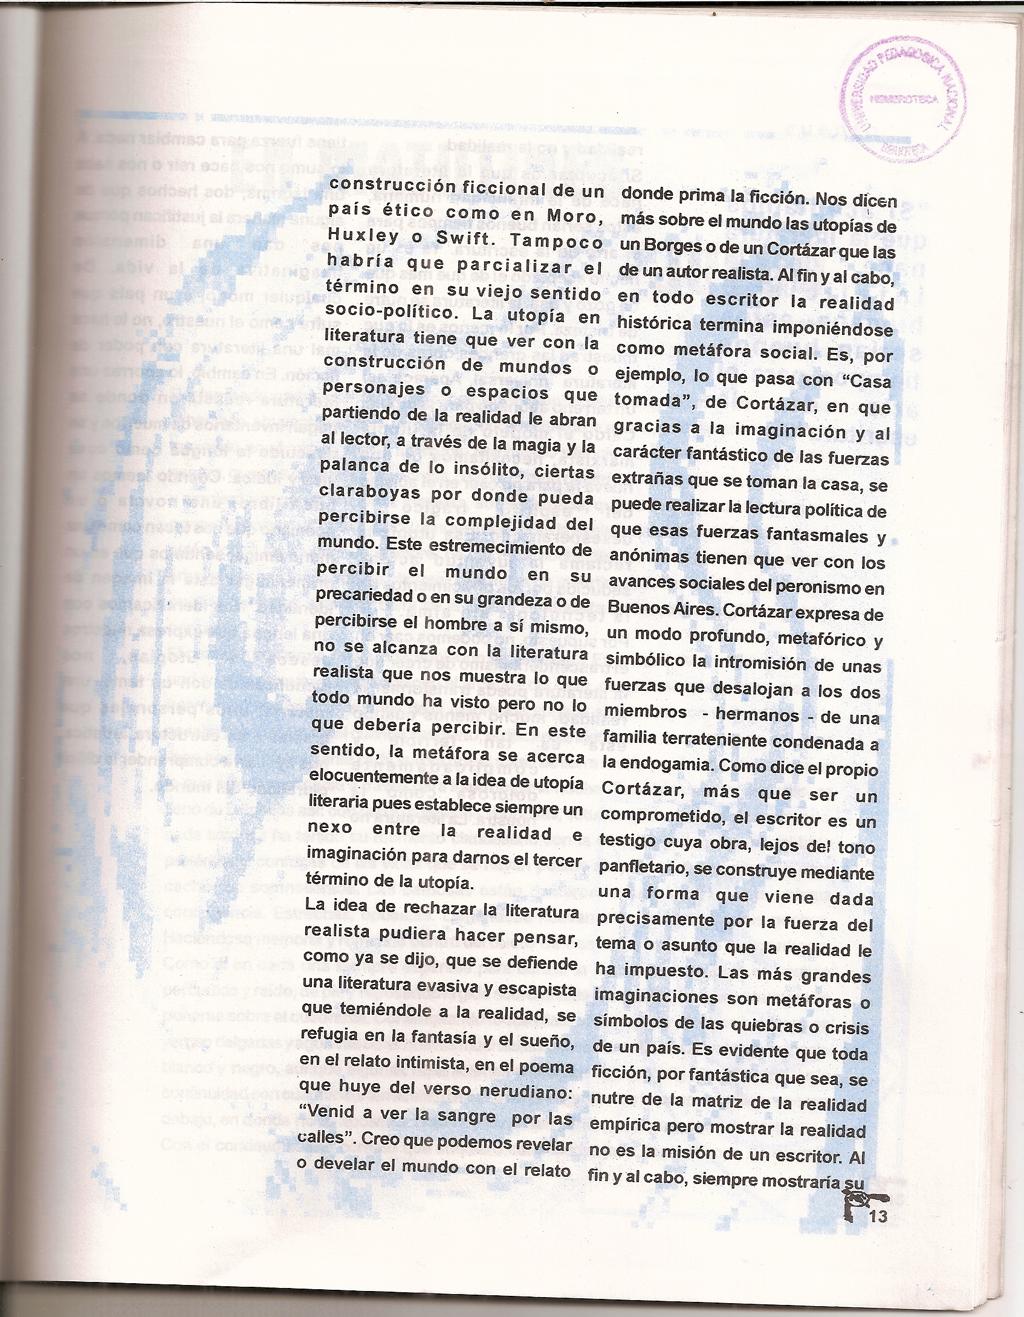 UNIVERSIDAD PEDAGOGICA NACIONAL
HEMEROTECA
construcción ficcional de un
país ético como en Moro,
Huxley o Swift. Tampoco
habría que parcializar el
término en su viejo sentido
socio-político. La utopía en
literatura tiene que ver con la
construcción de mundos o
personajes o espacios que
partiendo de la realidad le abran
al lector, a través de la magia y la
palanca de lo insólito, ciertas
claraboyas por donde pueda
percibirse la complejidad del
mundo. Este estremecimiento de
percibir el mundo en su
precariedad o en su grandeza o de
percibirse el hombre a sí mismo,
no se alcanza con la literatura
realista que nos muestra lo que
todo mundo ha visto pero no lo
que debería percibir. En este
sentido, la metáfora se acerca
elocuentemente a la idea de utopía
literaria pues establece siempre un
nexo entre la realidad e
imaginación para darnos el tercer
término de la utopía.
La idea de rechazar la literatura
realista pudiera hacer pensar,
como ya se dijo, que se defiende
una literatura evasiva y escapista
que temiéndole a la realidad, se
refugia en la fantasía y el sueño,
en el relato intimista, en el poema
que huye del verso nerudiano:
“Venid a ver la sangre por las
calles”. Creo que podemos revelar
o develar el mundo con el relato
donde prima la ficción. Nos dicen
más sobre el mundo las utopías de
un Borges o de un Cortázar que las
de un autor realista. Al fin y al cabo,
en todo escritor la realidad
histórica termina imponiéndose
como metáfora social. Es, por
ejemplo, lo que pasa con “Casa
tomada”, de Cortázar, en que
gracias a la imaginación y al
carácter fantástico de las fuerzas
extrañas que se toman la casa, se
puede realizar la lectura política de
que esas fuerzas fantasmales y
anónimas tienen que ver con los
avances sociales del peronismo en
Buenos Aires. Cortázar expresa de
un modo profundo, metafórico y
simbólico la intromisión de unas
fuerzas que desalojan a los dos
miembros - hermanos - de una
familia terrateniente condenada a
la endogamia. Como dice el propio
Cortázar, más que ser un
comprometido, el escritor es un
testigo cuya obra, lejos del tono
panfletario, se construye mediante
una forma que viene dada
precisamente por la fuerza del
tema o asunto que la realidad le
ha impuesto. Las más grandes
imaginaciones son metáforas o
símbolos de las quiebras o crisis
de un país. Es evidente que toda
ficción, por fantástica que sea, se
nutre de la matriz de la realidad
empírica pero mostrar la realidad
no es la misión de un escritor. Al
fin y al cabo, siempre mostraría su
13